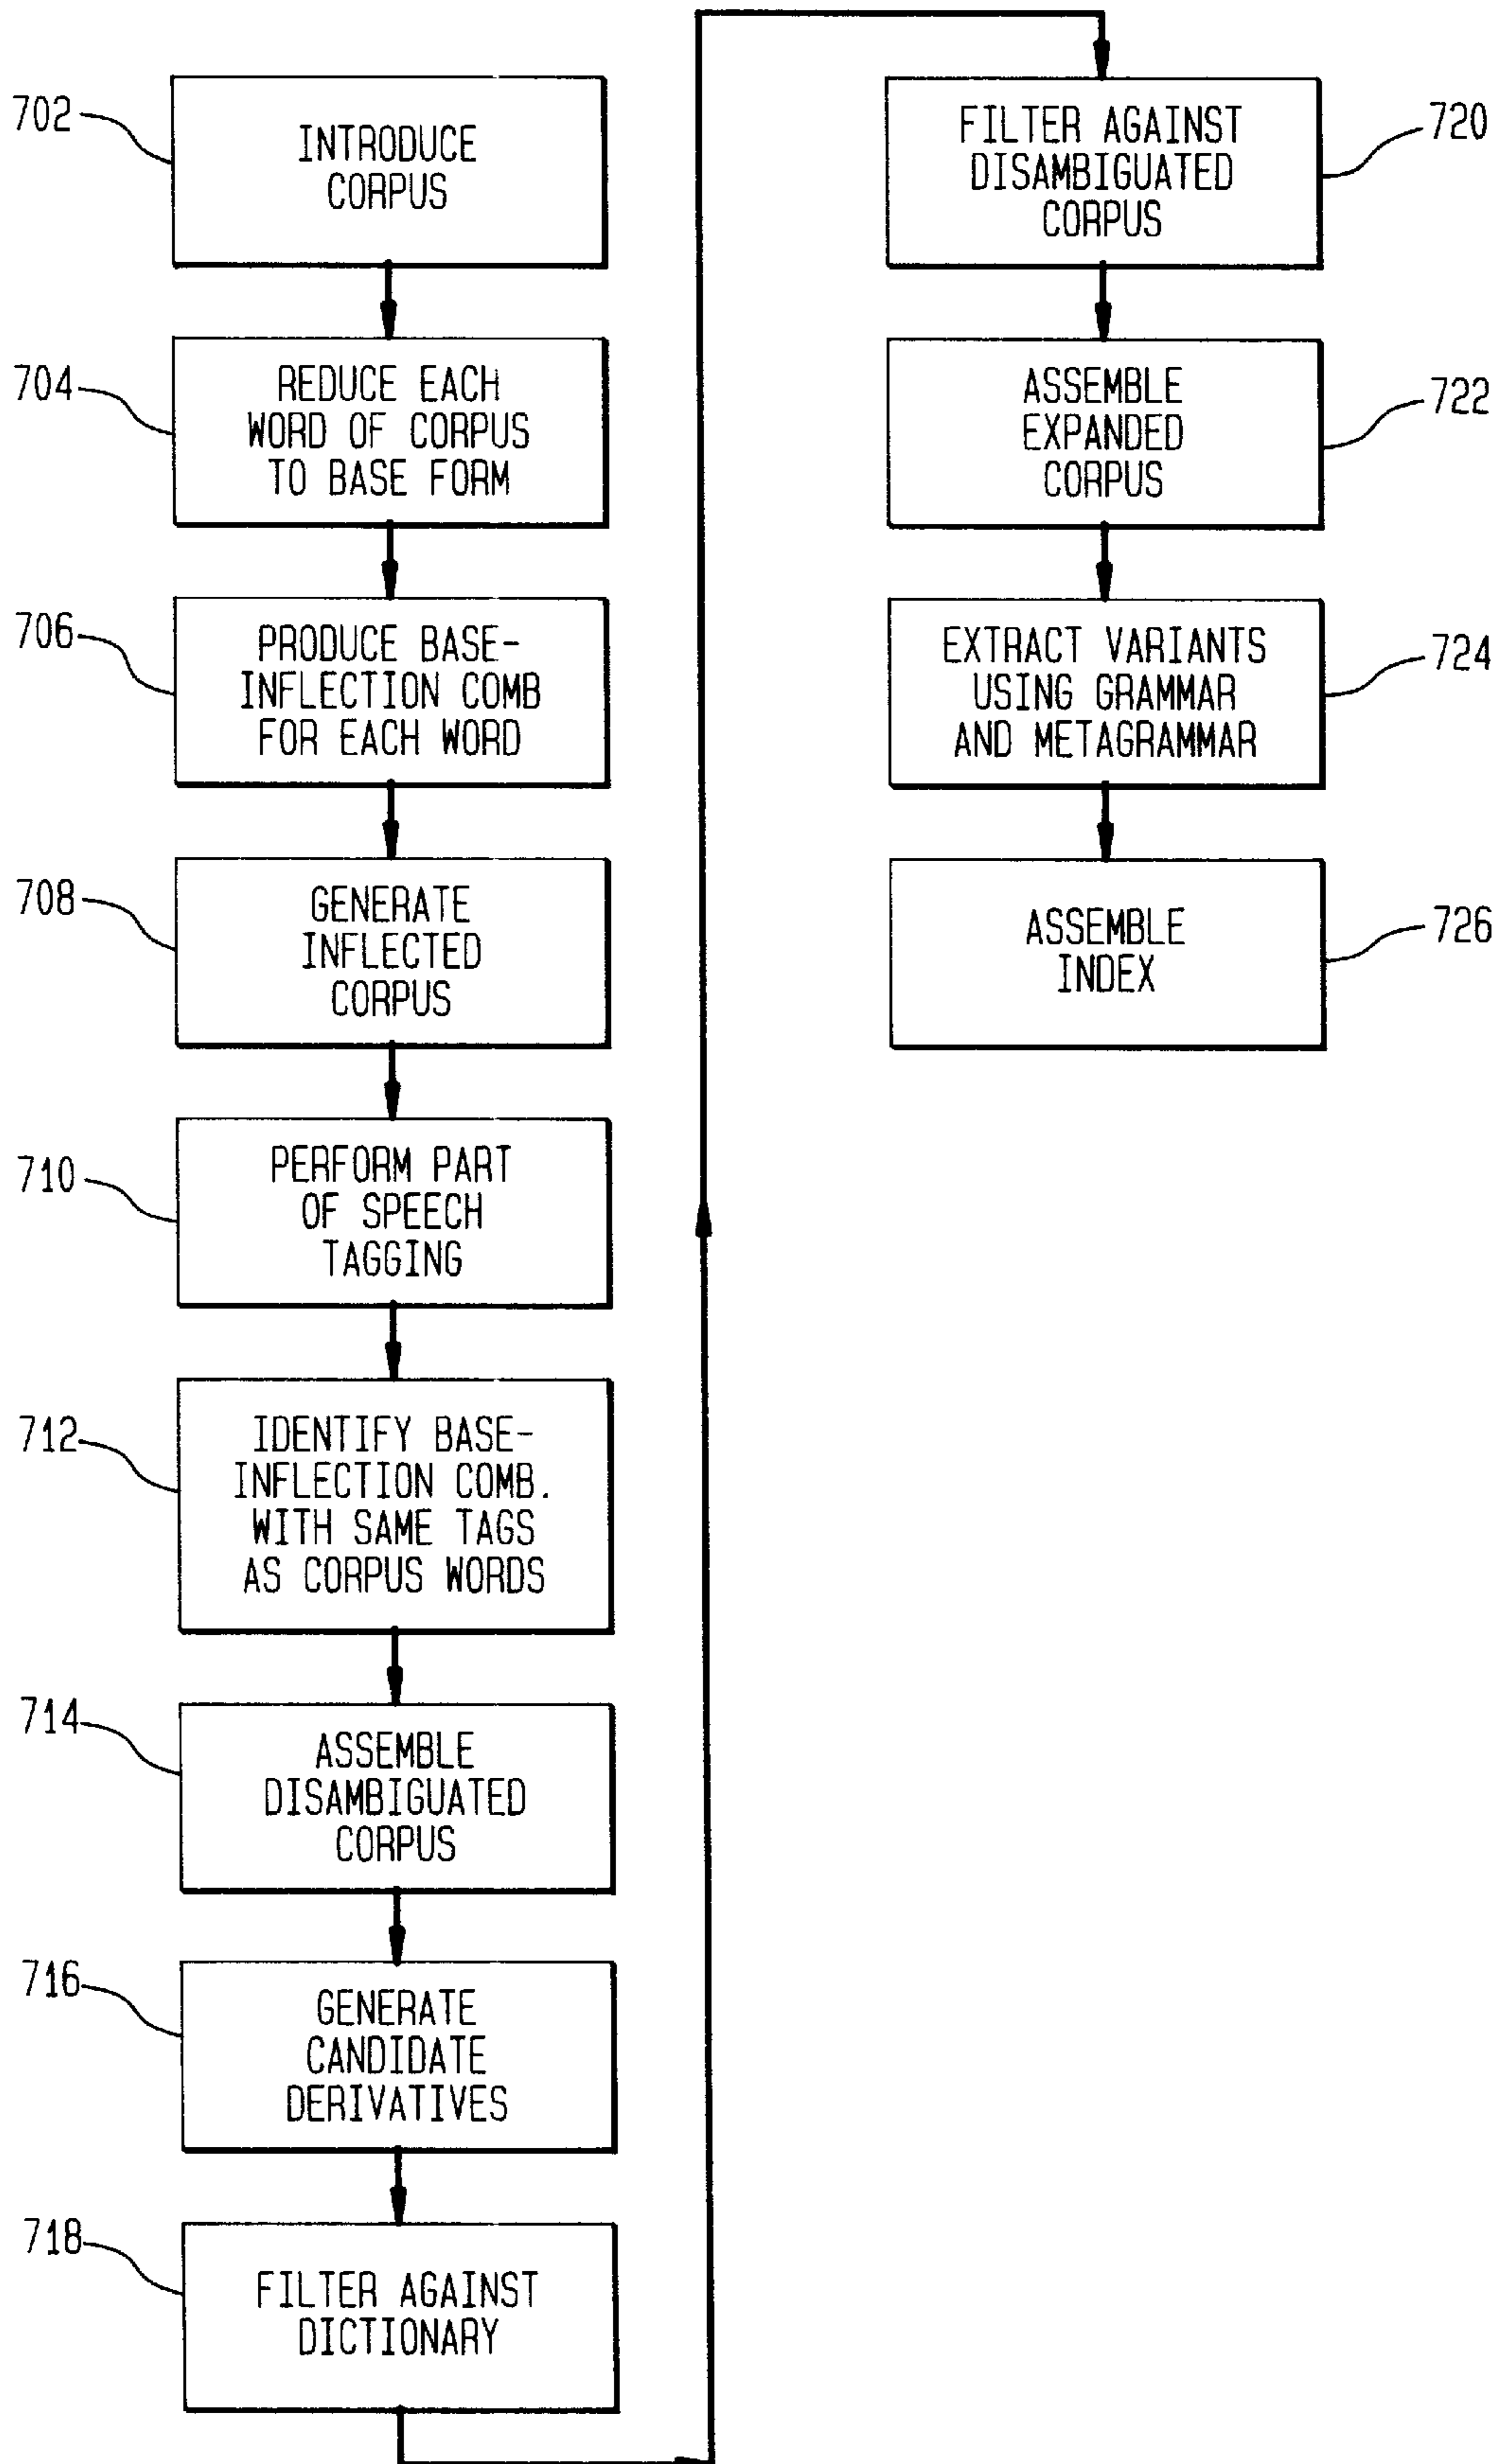 702
INTRODUCE
CORPUS
704
REDUCE EACH
WORD OF CORPUS
TO BASE FORM
706
PRODUCE BASE-
INFLECTION COMB
FOR EACH WORD
708
GENERATE
INFLECTED
CORPUS
710
PERFORM PART
OF SPEECH
TAGGING
712
IDENTIFY BASE-
INFLECTION COMB.
WITH SAME TAGS
AS CORPUS WORDS
714
ASSEMBLE
DISAMBIGUATED
CORPUS
716
GENERATE
CANDIDATE
DERIVATIVES
718
FILTER AGAINST
DICTIONARY
FILTER AGAINST
DISAMBIGUATED
CORPUS
720
ASSEMBLE
EXPANDED
CORPUS
722
EXTRACT VARIANTS
USING GRAMMAR
AND METAGRAMMAR
724
ASSEMBLE
INDEX
726